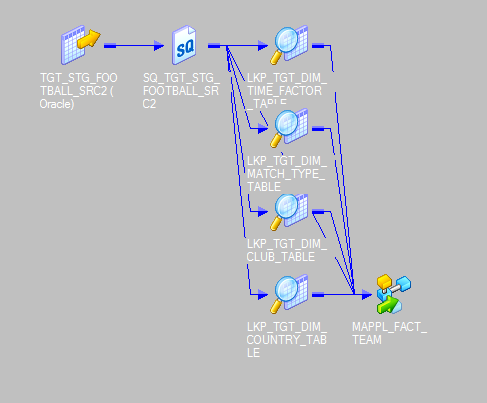 TGT_STG_FOO
TBALL_SRC2 (
Oracle)
SQ
SQ_TGT_STG_
FOOTBALL_SR
C2
LKP_TGT_DIM_
TIME_FACTOR
_TABLE
LKP_TGT_DIM_
MATCH_TYPE_
TABLE
LKP_TGT_DIM_
CLUB_TABLE
LKP_TGT_DIM_
COUNTRY_TAB
LE
MAPPL_FACT_
TEAM